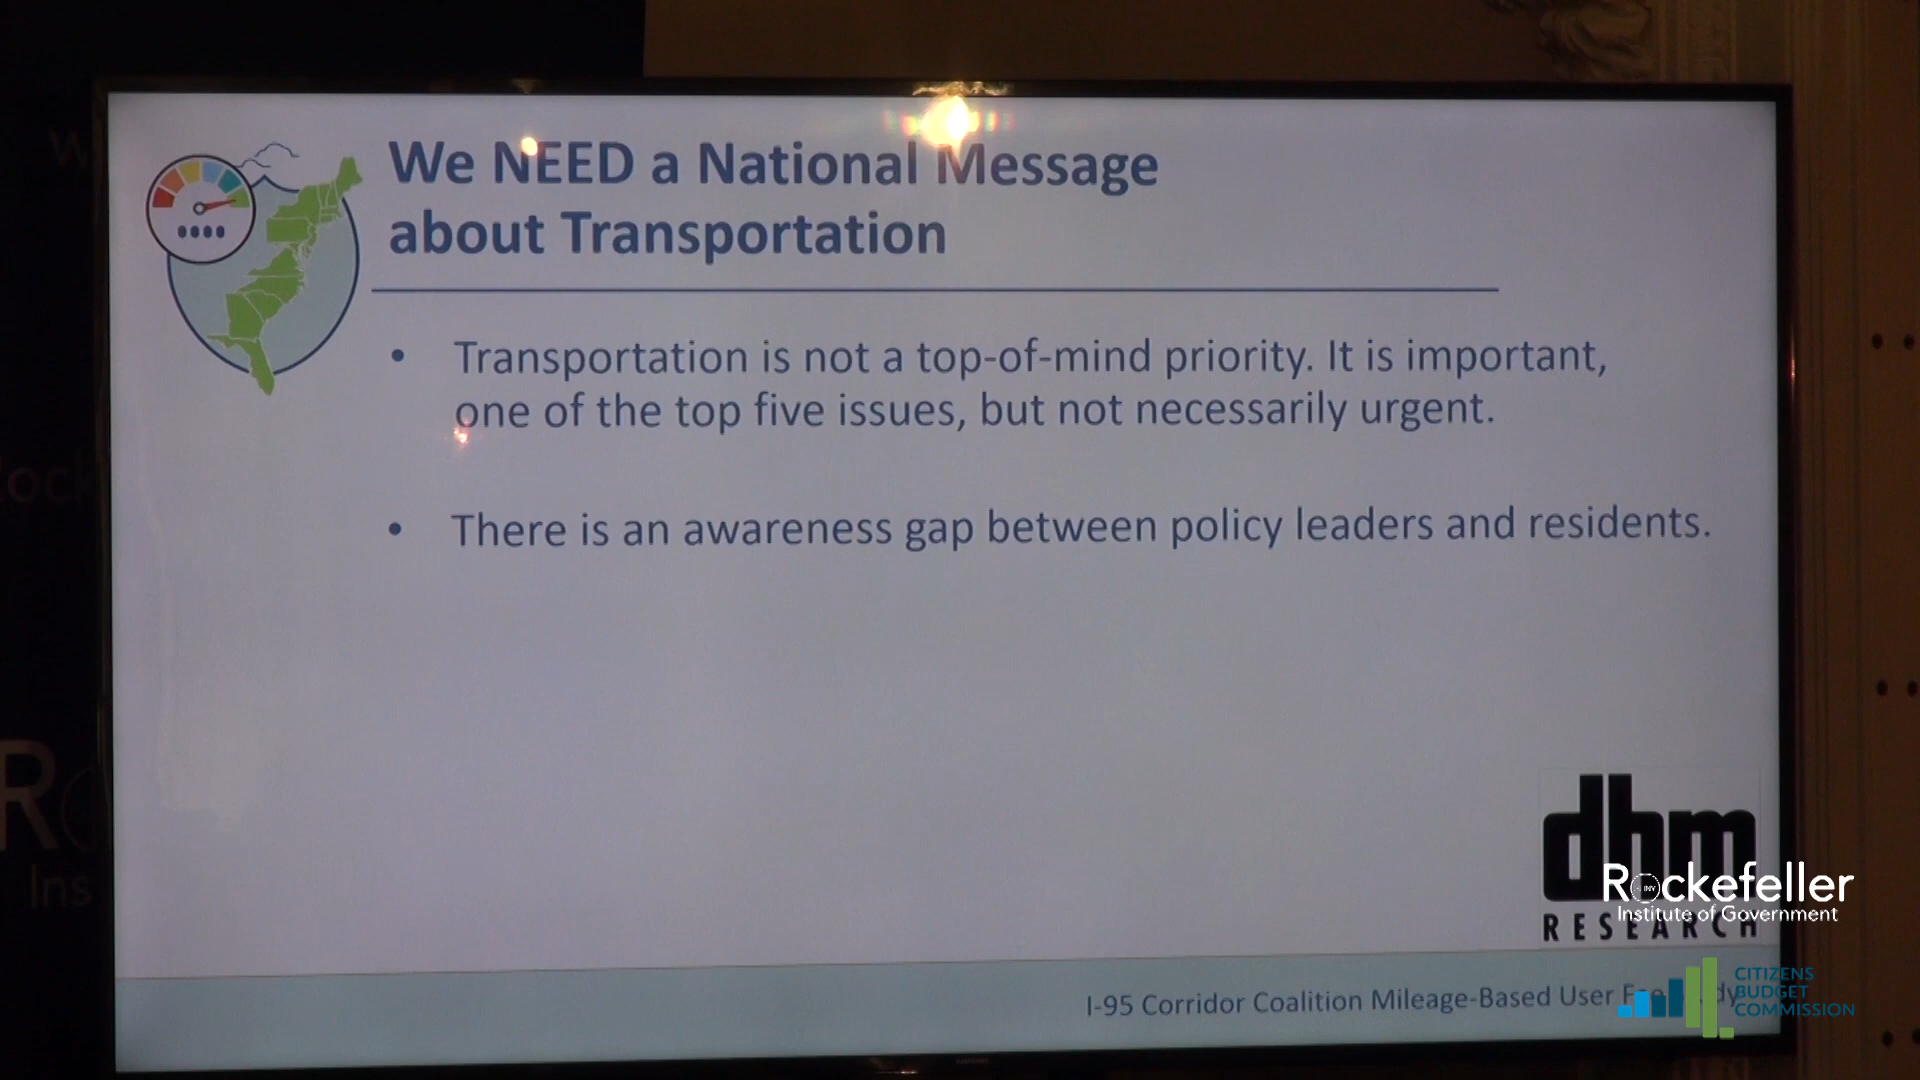 We NEED a National Message
about Transportation
• Transportation is not a top-of-mind priority. It is important,
one of the top five issues, but not necessarily urgent.
• There is an awareness gap between policy leaders and residents.
dhm
RESEARCH
Rockefeller
Institute of Government
I-95 Corridor Coalition Mileage-Based User
CITIZENS
BUDGET
COMMISSION